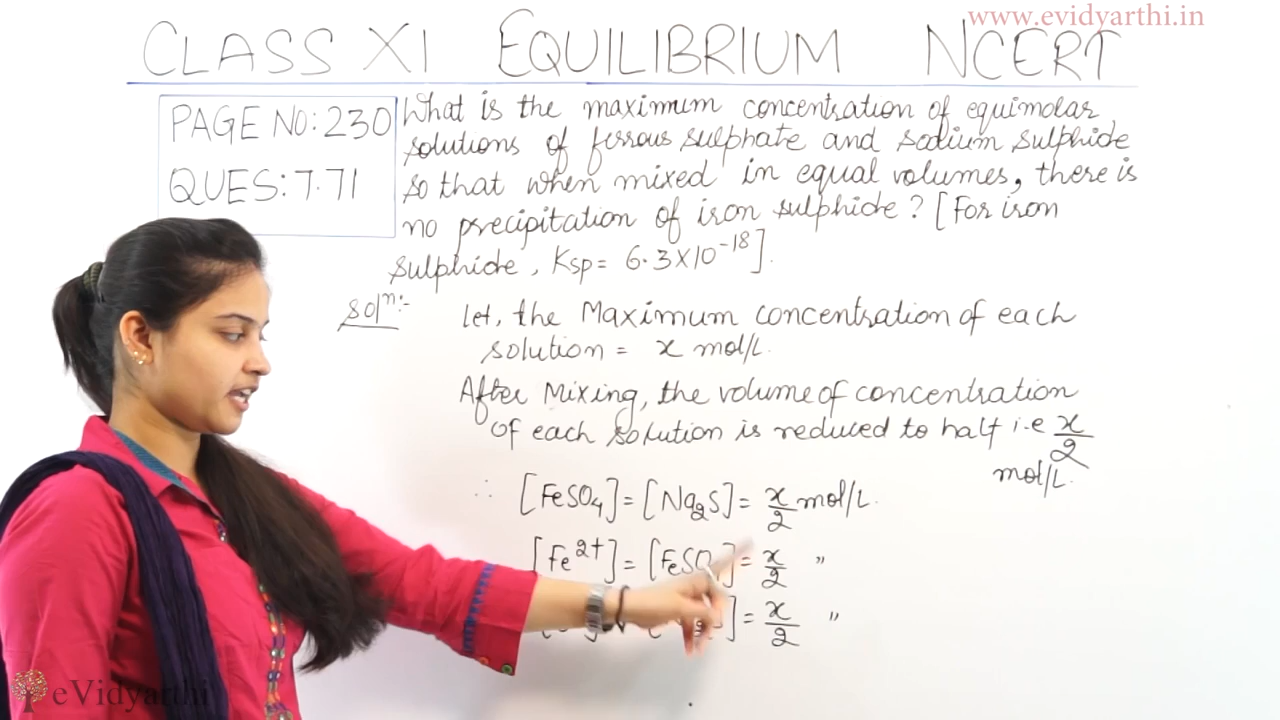 www.evidyarthi.in
CLASS XI EQUILIBRIUM NCERT
PAGE NO: 230
QUES: 7.71
What is the maximum concentration of equimolar
solutions of ferrous sulphate and sodium sulphide
so that when mixed in equal volumes, there is
no precipitation of iron sulphide? [For iron
sulphide, Ksp = 6.3×10⁻¹⁸].
Solⁿ:-
Let, the Maximum concentration of each
solution = x mol/L.
After Mixing, the volume of concentration
of each solution is reduced to half i.e x/2
mol/L.
∴ [FeSO₄] = [Na₂S] = x/2 mol/L.
[Fe²⁺] = [FeSO₄] = x/2 "
] = x/2 "
eVidyarthi